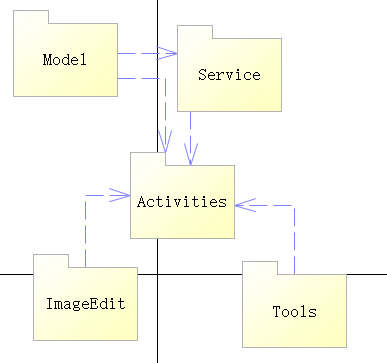 Model
Service
Activities
ImageEdit
Tools